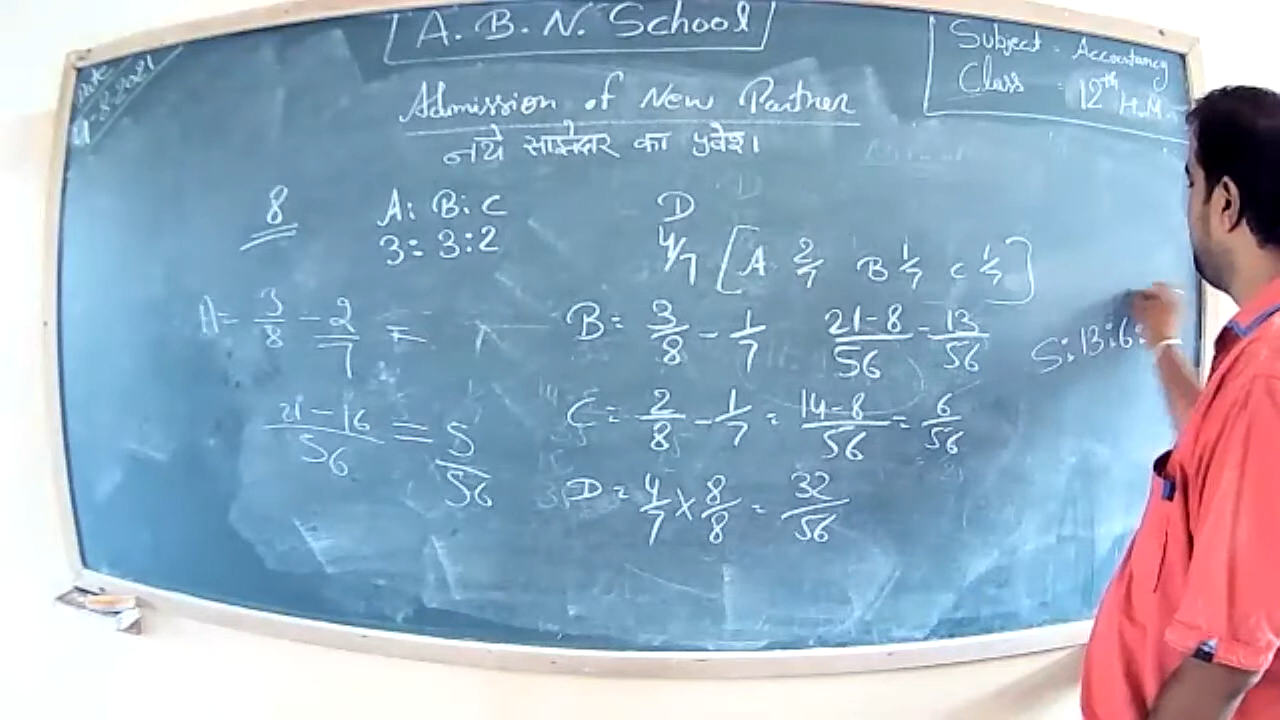 A. B. N. School
Subject : Accountancy
Class : 12th H.M.
Date
4-8-2021
Admission of New Partner
नये साझेदार का प्रवेश।
8
A: B: C
3: 3:2
D
4/7 [A 2/7 B 1/7 C 1/7]
A= 3/8 - 2/7 =
21-16/56 = 5/56
B= 3/8 - 1/7 21-8/56 - 13/56
C= 2/8 - 1/7 = 14-8/56 = 6/56
D = 4/7 x 8/8 = 32/56
5:13:6: